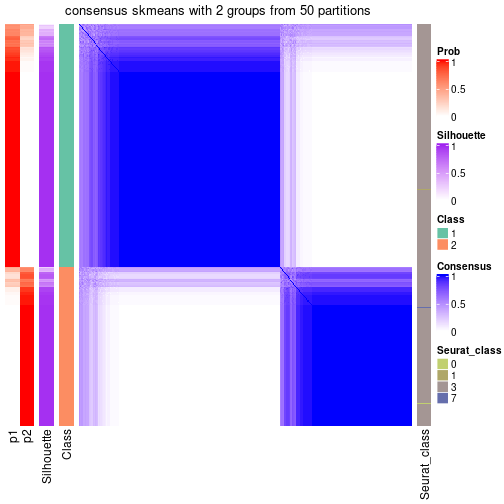 consensus skmeans with 2 groups from 50 partitions
Prob
1
0.5
0
Silhouette
1
0.5
0
Class
1
2
Consensus
1
0.5
0
Seurat_class
0
1
3
7
p1
p2
Silhouette
Class
Seurat_class